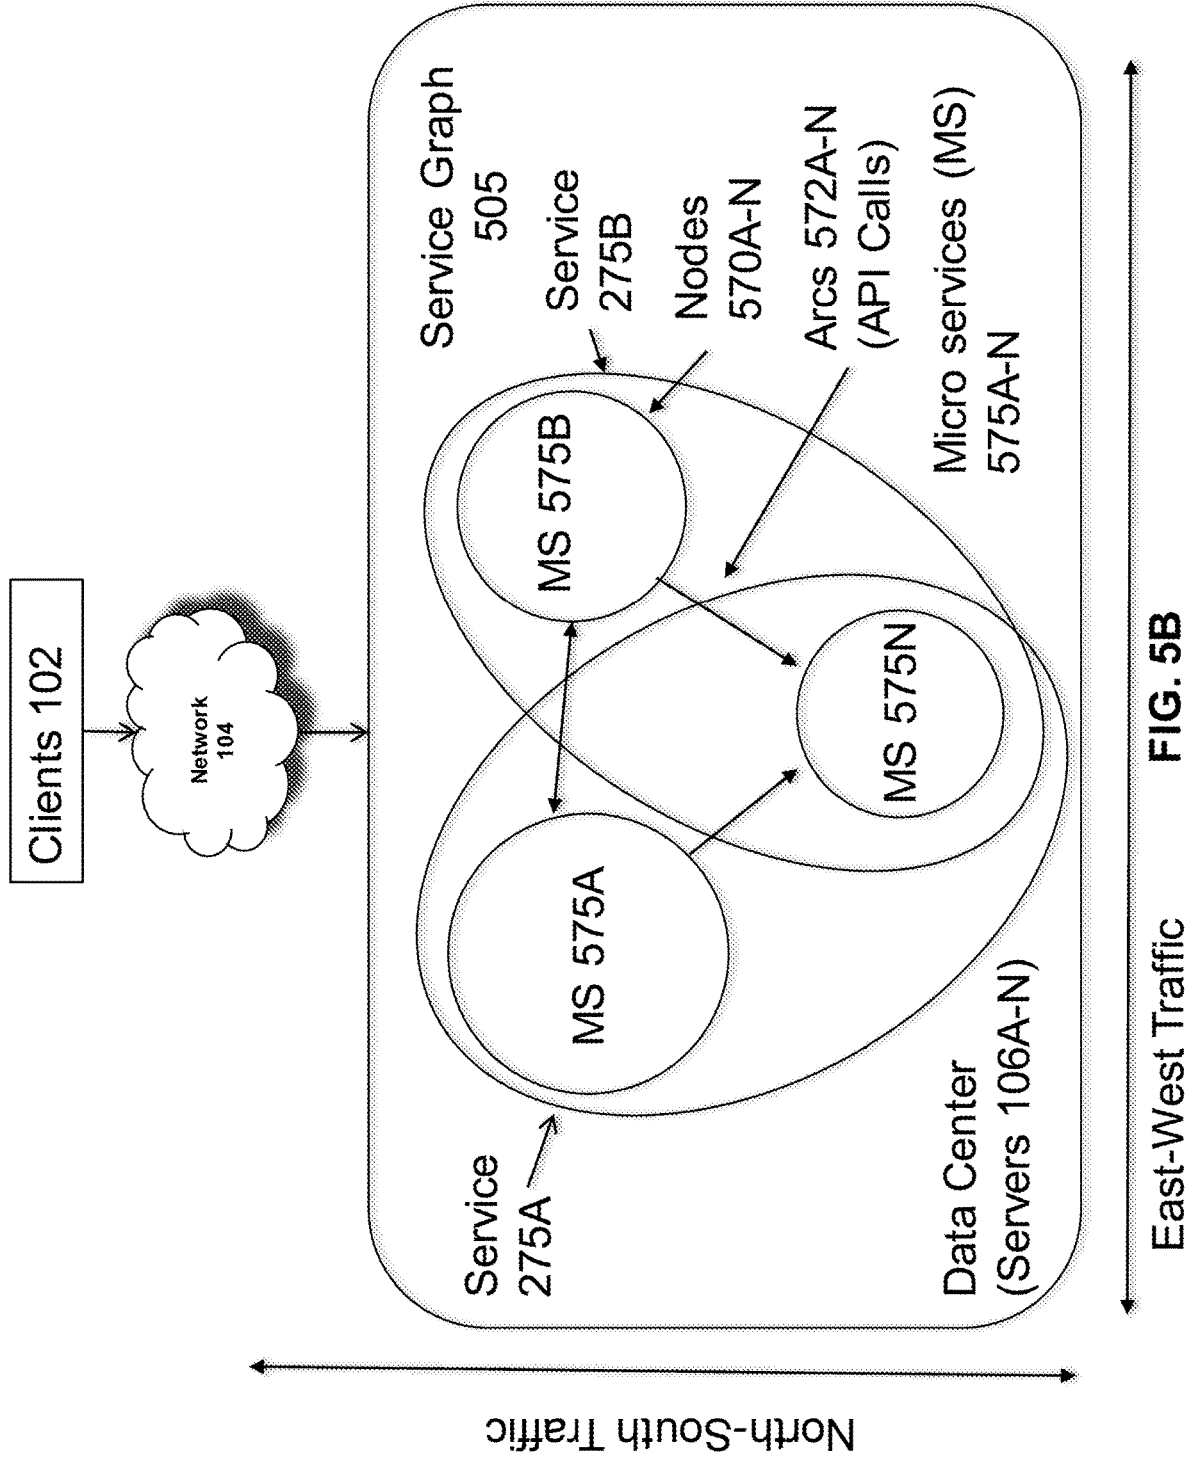 Clients 102
Network
104
Service Graph
505
Service
275B
Nodes
570A-N
Arcs 572A-N
(API Calls)
Micro services (MS)
575A-N
MS 575A
MS 575B
MS 575N
Service
275A
Data Center
(Servers 106A-N)
North-South Traffic
East-West Traffic
FIG. 5B